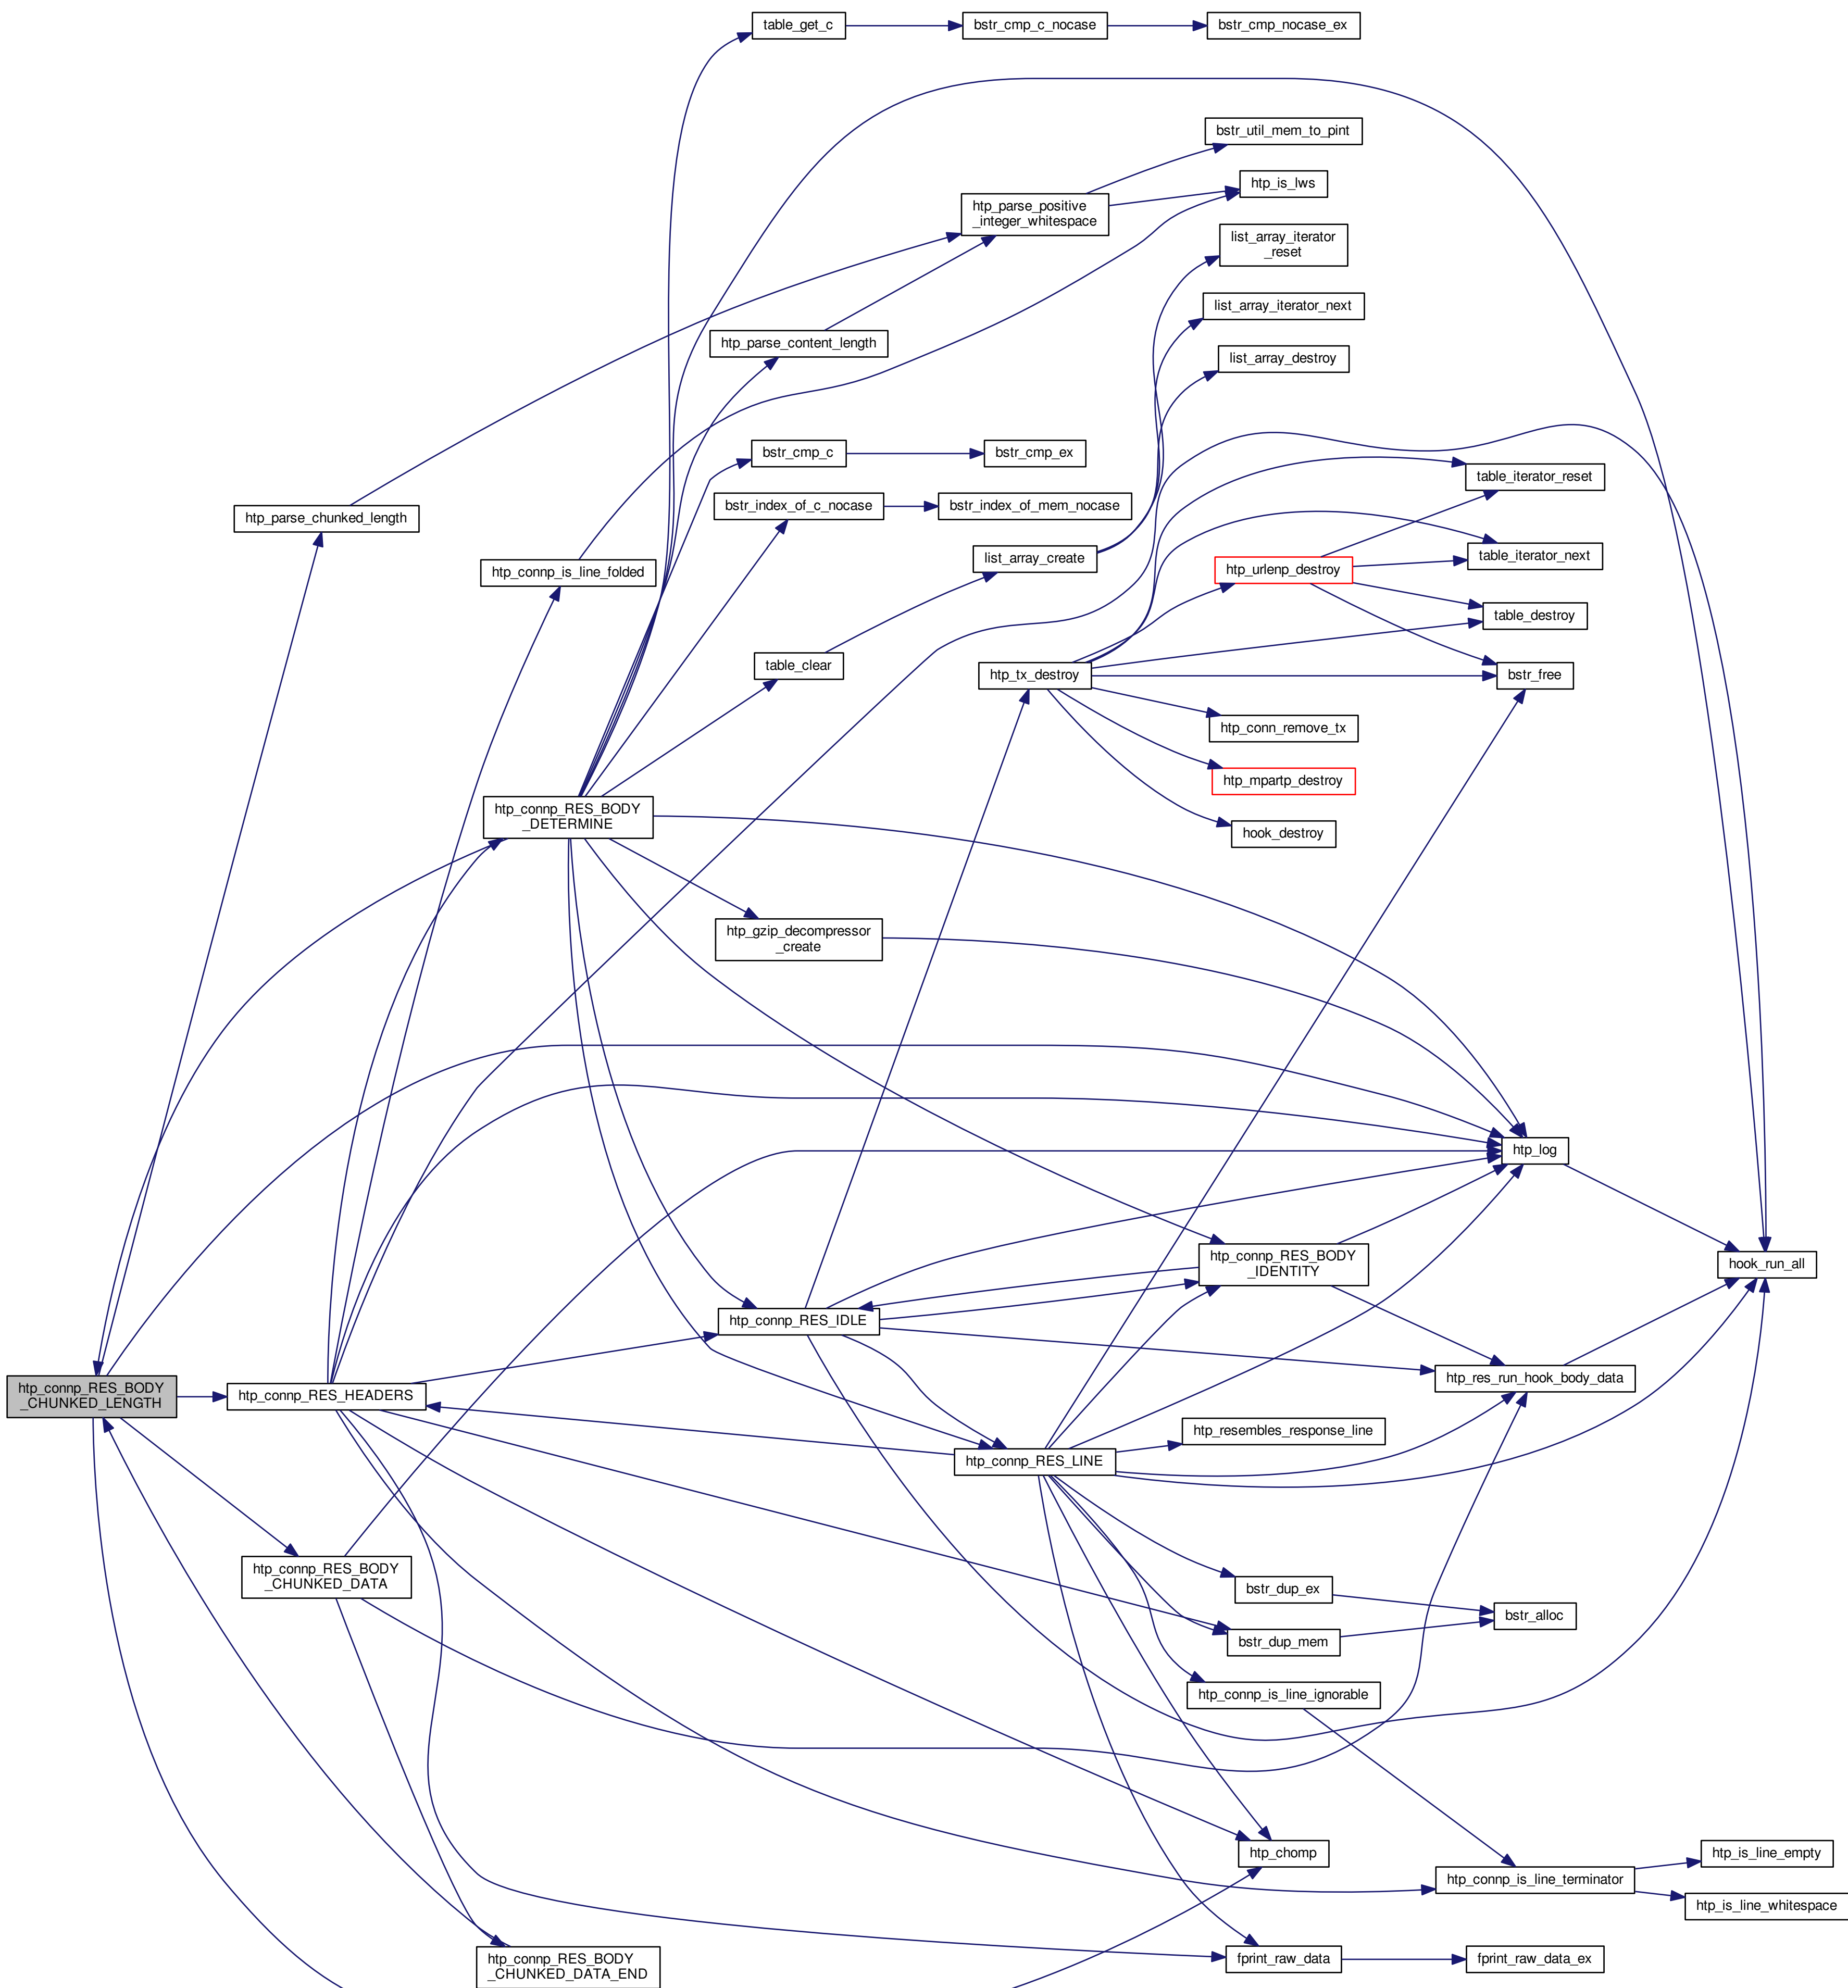 table_get_c
bstr_cmp_c_nocase
bstr_cmp_nocase_ex
bstr_util_mem_to_pint
htp_is_lws
htp_parse_positive
_integer_whitespace
list_array_iterator
_reset
list_array_iterator_next
htp_parse_content_length
list_array_destroy
bstr_cmp_c
bstr_cmp_ex
table_iterator_reset
bstr_index_of_c_nocase
bstr_index_of_mem_nocase
htp_parse_chunked_length
list_array_create
table_iterator_next
htp_connp_is_line_folded
htp_urlenp_destroy
table_destroy
table_clear
htp_tx_destroy
bstr_free
htp_conn_remove_tx
htp_mpartp_destroy
htp_connp_RES_BODY
_DETERMINE
hook_destroy
htp_gzip_decompressor
_create
htp_log
htp_connp_RES_BODY
_IDENTITY
hook_run_all
htp_connp_RES_IDLE
htp_res_run_hook_body_data
htp_connp_RES_BODY
_CHUNKED_LENGTH
htp_connp_RES_HEADERS
htp_resembles_response_line
htp_connp_RES_LINE
htp_connp_RES_BODY
_CHUNKED_DATA
bstr_dup_ex
bstr_alloc
bstr_dup_mem
htp_connp_is_line_ignorable
htp_chomp
htp_is_line_empty
htp_connp_is_line_terminator
htp_is_line_whitespace
htp_connp_RES_BODY
_CHUNKED_DATA_END
fprint_raw_data
fprint_raw_data_ex